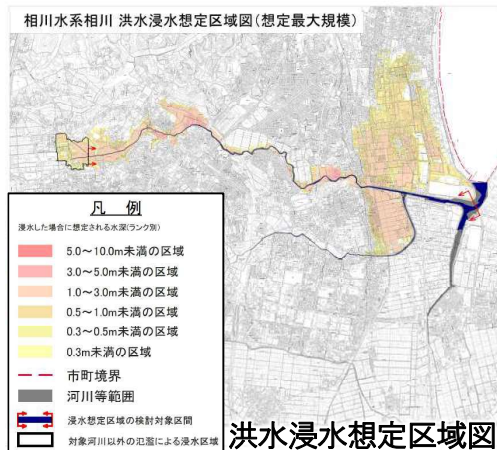 相川水系相川 洪水浸水想定区域図(想定最大規模)
凡 例
浸水した場合に想定される水深(ランク別)
5.0～10.0m未満の区域
3.0～5.0m未満の区域
1.0～3.0m未満の区域
0.5～1.0m未満の区域
0.3～0.5m未満の区域
0.3m未満の区域
市町境界
河川等範囲
浸水想定区域の検討対象区間
対象河川以外の氾濫による浸水区域
洪水浸水想定区域図